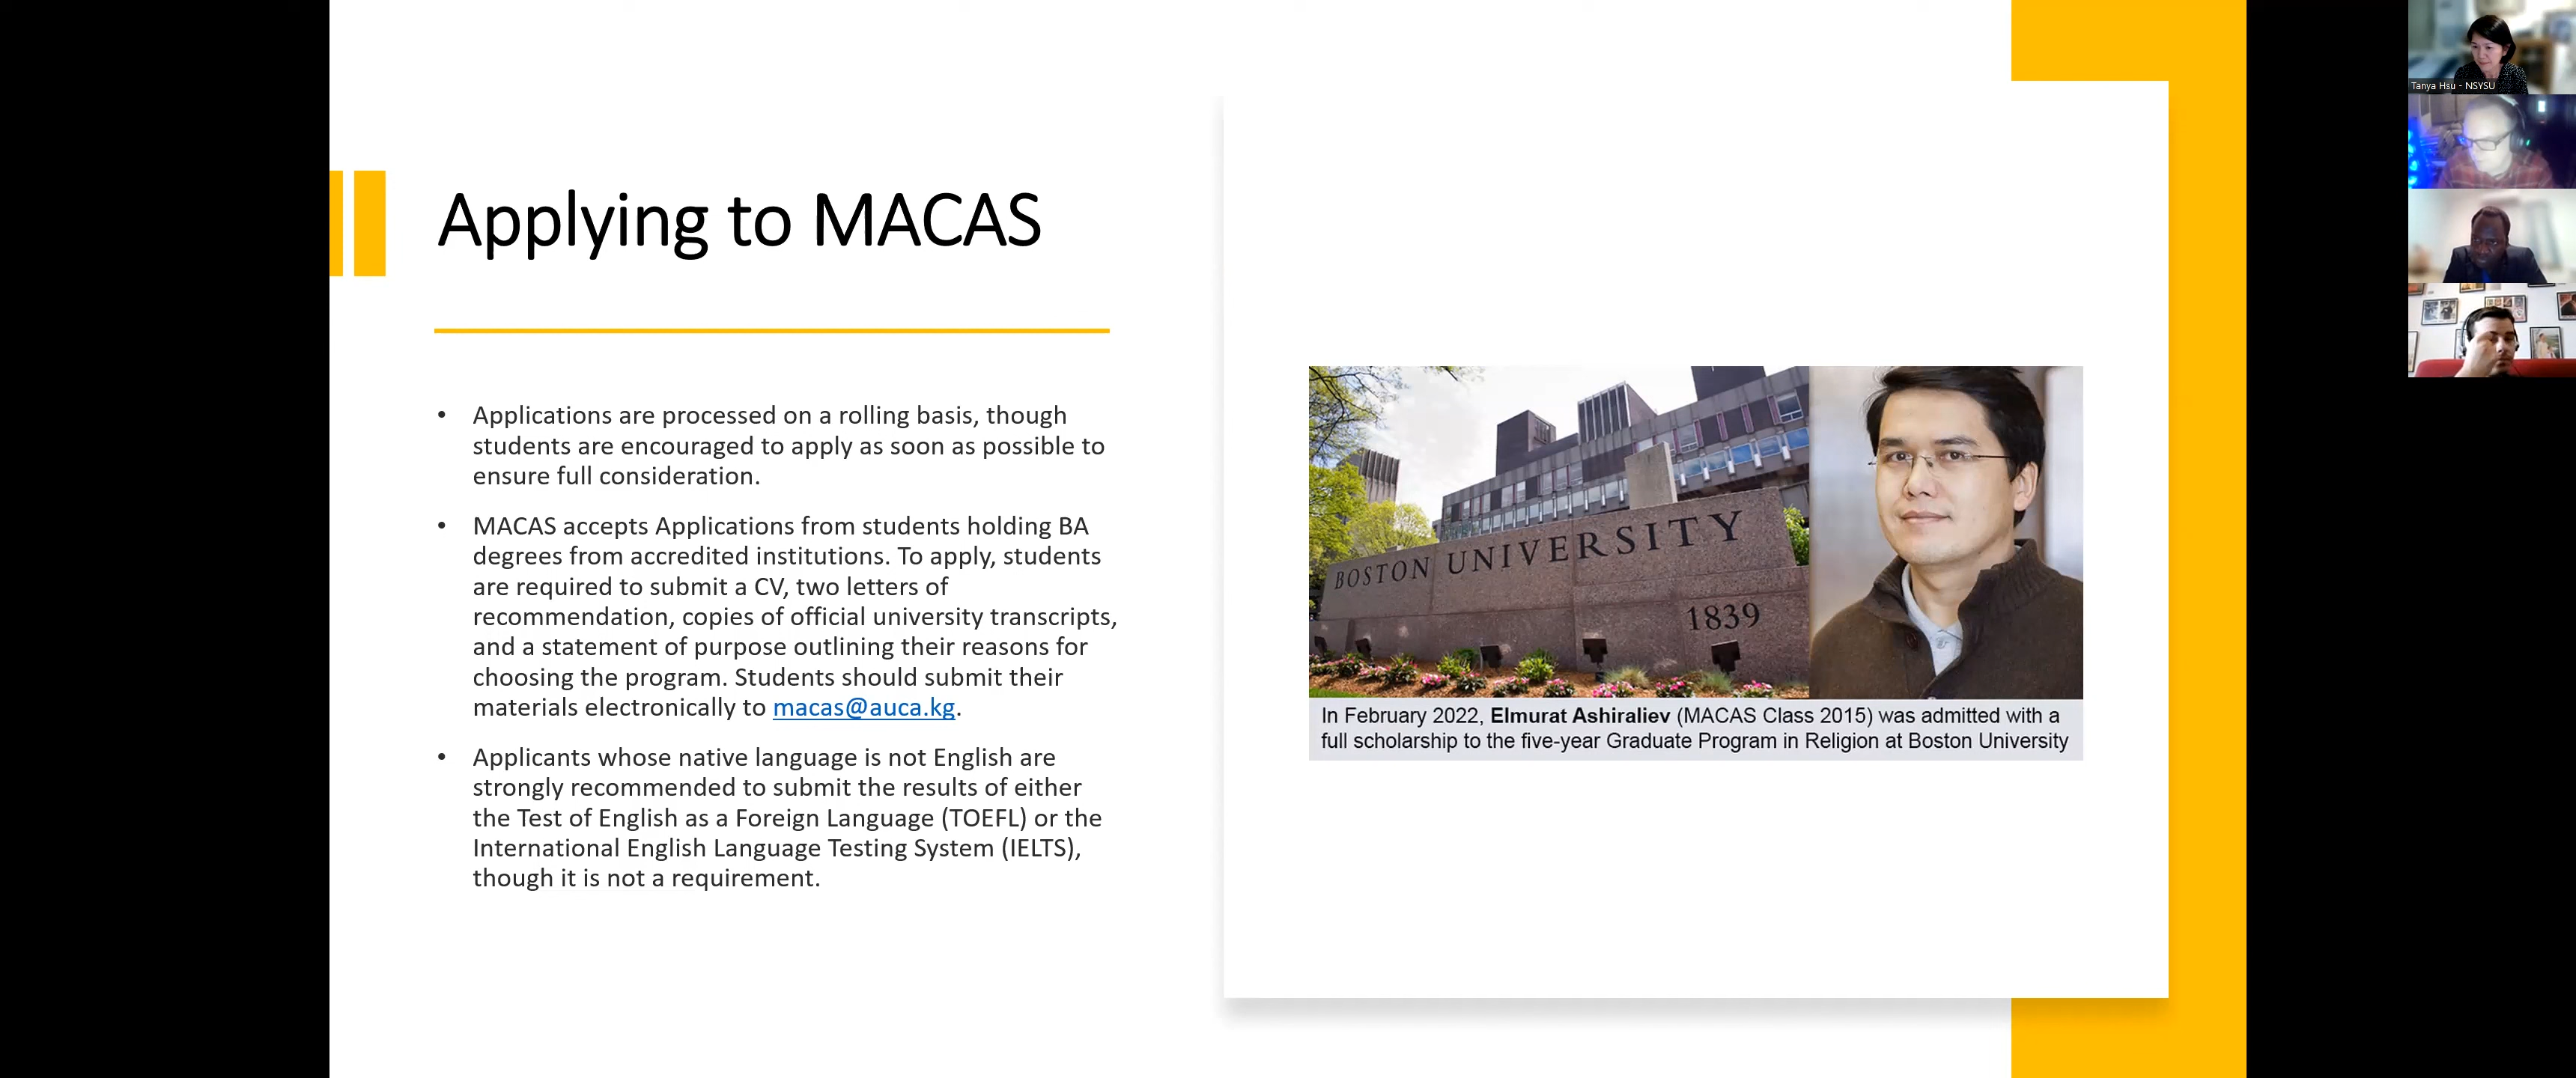 Applying to MACAS
• Applications are processed on a rolling basis, though
students are encouraged to apply as soon as possible to
ensure full consideration.
• MACAS accepts Applications from students holding BA
degrees from accredited institutions. To apply, students
are required to submit a CV, two letters of
recommendation, copies of official university transcripts,
and a statement of purpose outlining their reasons for
choosing the program. Students should submit their
materials electronically to macas@auca.kg.
• Applicants whose native language is not English are
strongly recommended to submit the results of either
the Test of English as a Foreign Language (TOEFL) or the
International English Language Testing System (IELTS),
though it is not a requirement.
BOSTON UNIVERSITY
1839
In February 2022, Elmurat Ashiraliev (MACAS Class 2015) was admitted with a
full scholarship to the five-year Graduate Program in Religion at Boston University
Tanya Hsu - NSYSU